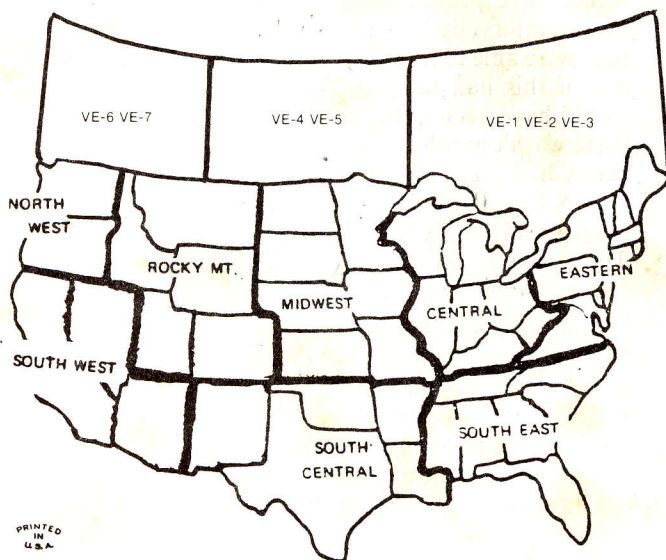 VE-6 VE-7
VE-4 VE-5
VE-1 VE-2 VE-3
NORTH
WEST
ROCKY MT.
MIDWEST
CENTRAL
EASTERN
SOUTH WEST
SOUTH
CENTRAL
SOUTH EAST
PRINTED
IN
U.S.A.